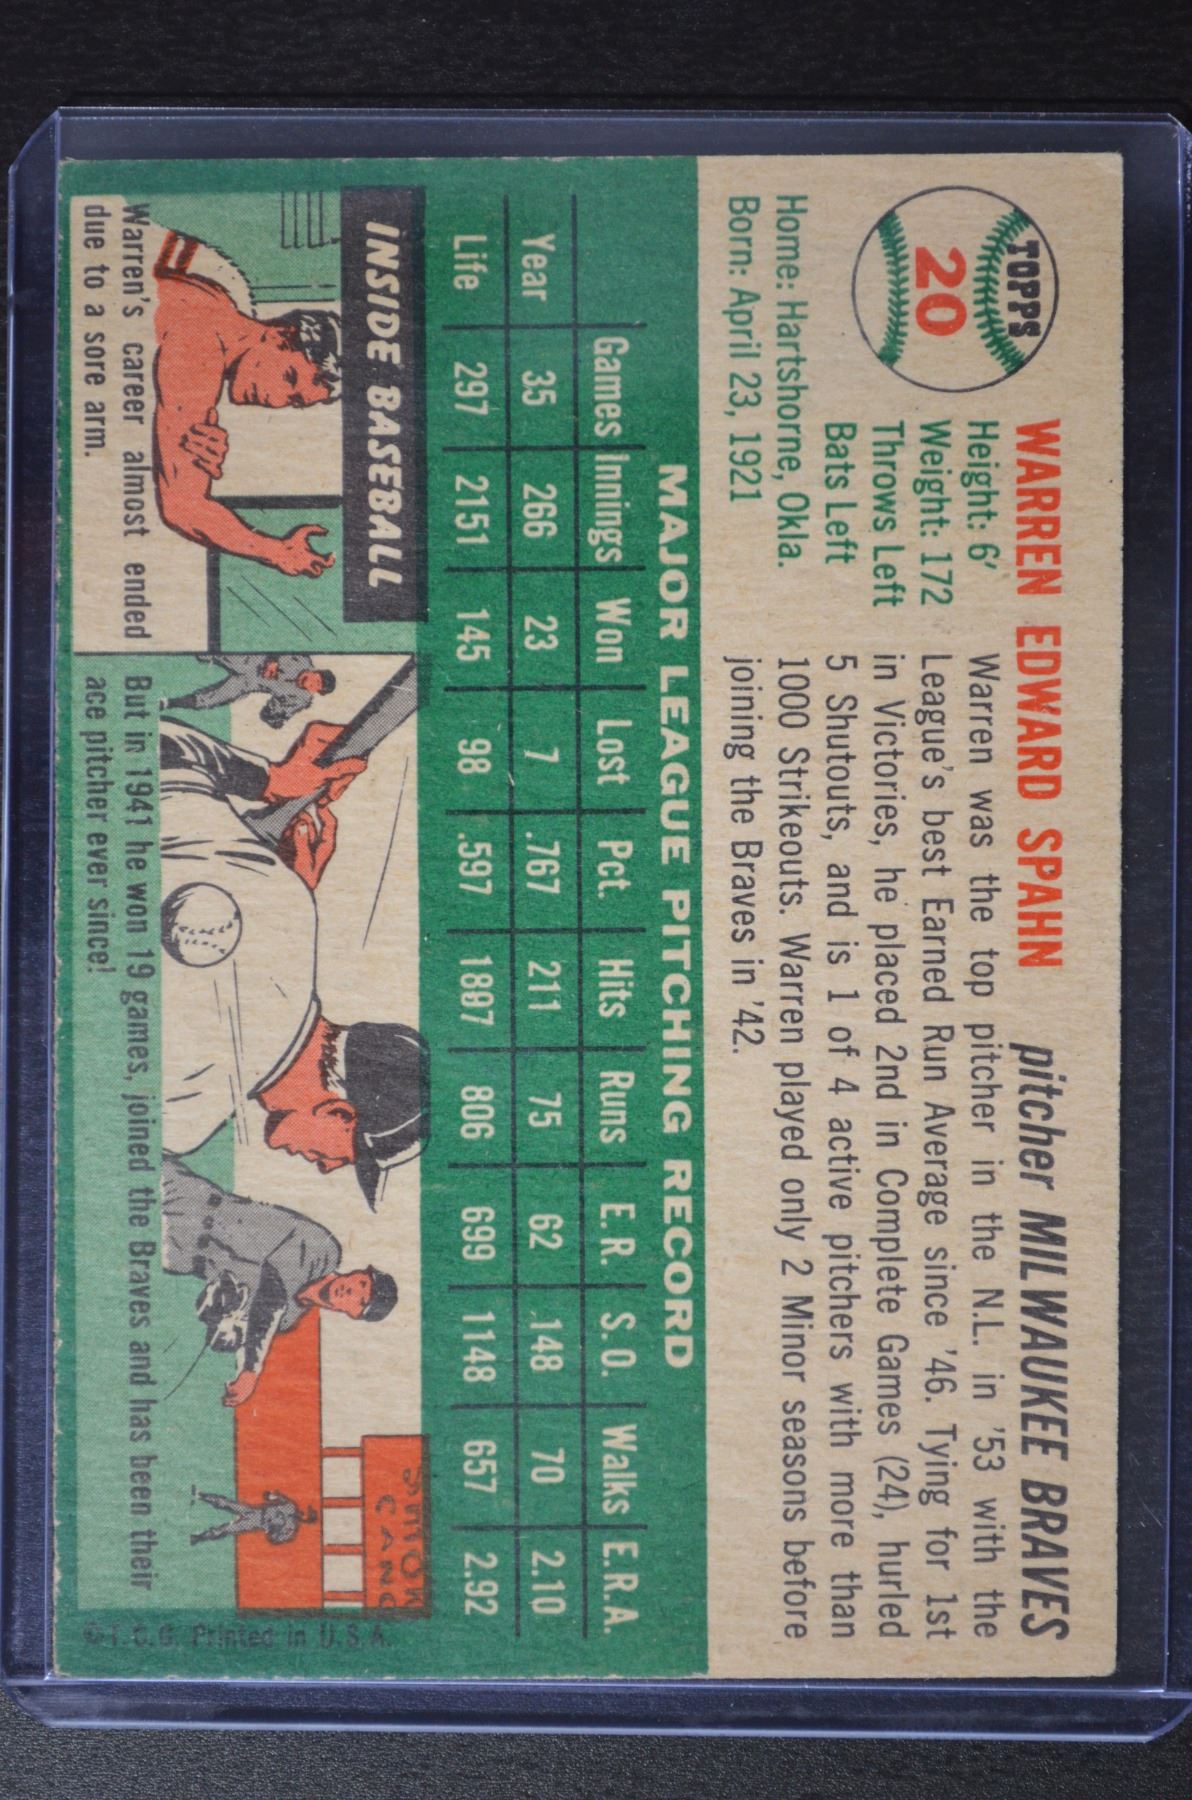 TOPPS
20
WARREN EDWARD SPAHN pitcher MILWAUKEE BRAVES
Height: 6'
Weight: 172
Throws Left
Bats Left
Home: Hartshorne, Okla.
Born: April 23, 1921
Warren was the top pitcher in the N.L. in '53 with the
League's best Earned Run Average since '46. Tying for 1st
in Victories, he placed 2nd in Complete Games (24), hurled
5 Shutouts, and is 1 of 4 active pitchers with more than
1000 Strikeouts. Warren played only 2 Minor seasons before
joining the Braves in '42.
MAJOR LEAGUE PITCHING RECORD
Games Innings Won Lost Pct. Hits Runs E.R. S.O. Walks E.R.A.
Year 35 266 23 7 .767 211 75 62 148 70 2.10
Life 297 2151 145 98 .597 1897 806 699 1148 657 2.92
INSIDE BASEBALL
Warren's career almost ended
due to a sore arm.
But in 1941 he won 19 games, joined the Braves and has been their
ace pitcher ever since!
©T.C.G. Printed in U.S.A.